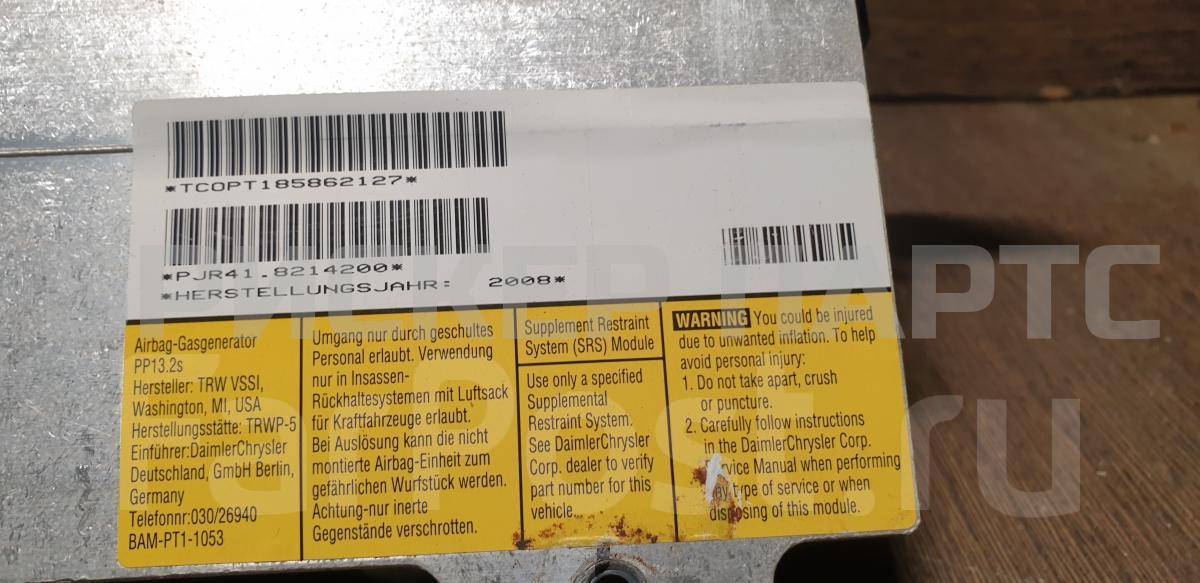 *TCOPT185862127*
*PJR41.8214200*
*HERSTELLUNGSJAHR: 2008*
Airbag-Gasgenerator
PP13.2s
Hersteller: TRW VSSI,
Washington, MI, USA
Herstellungsstätte: TRWP-5
Einführer:DaimlerChrysler
Deutschland, GmbH Berlin,
Germany
Telefonnr:030/26940
BAM-PT1-1053
Umgang nur durch geschultes
Personal erlaubt. Verwendung
nur in Insassen-
Rückhaltesystemen mit Luftsack
für Kraftfahrzeuge erlaubt.
Bei Auslösung kann die nicht
montierte Airbag-Einheit zum
gefährlichen Wurfstück werden.
Achtung-nur inerte
Gegenstände verschrotten.
Supplement Restraint
System (SRS) Module
Use only a specified
Supplemental
Restraint System.
See DaimlerChrysler
Corp. dealer to verify
part number for this
vehicle.
WARNING You could be injured
due to unwanted inflation. To help
avoid personal injury:
1. Do not take apart, crush
or puncture.
2. Carefully follow instructions
in the DaimlerChrysler Corp.
Service Manual when performing
any type of service or when
disposing of this module.
ПАРТС
.ru